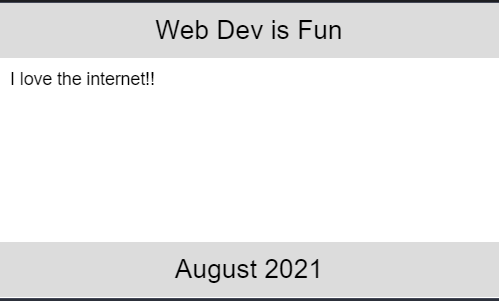 Web Dev is Fun
I love the internet!!
August 2021